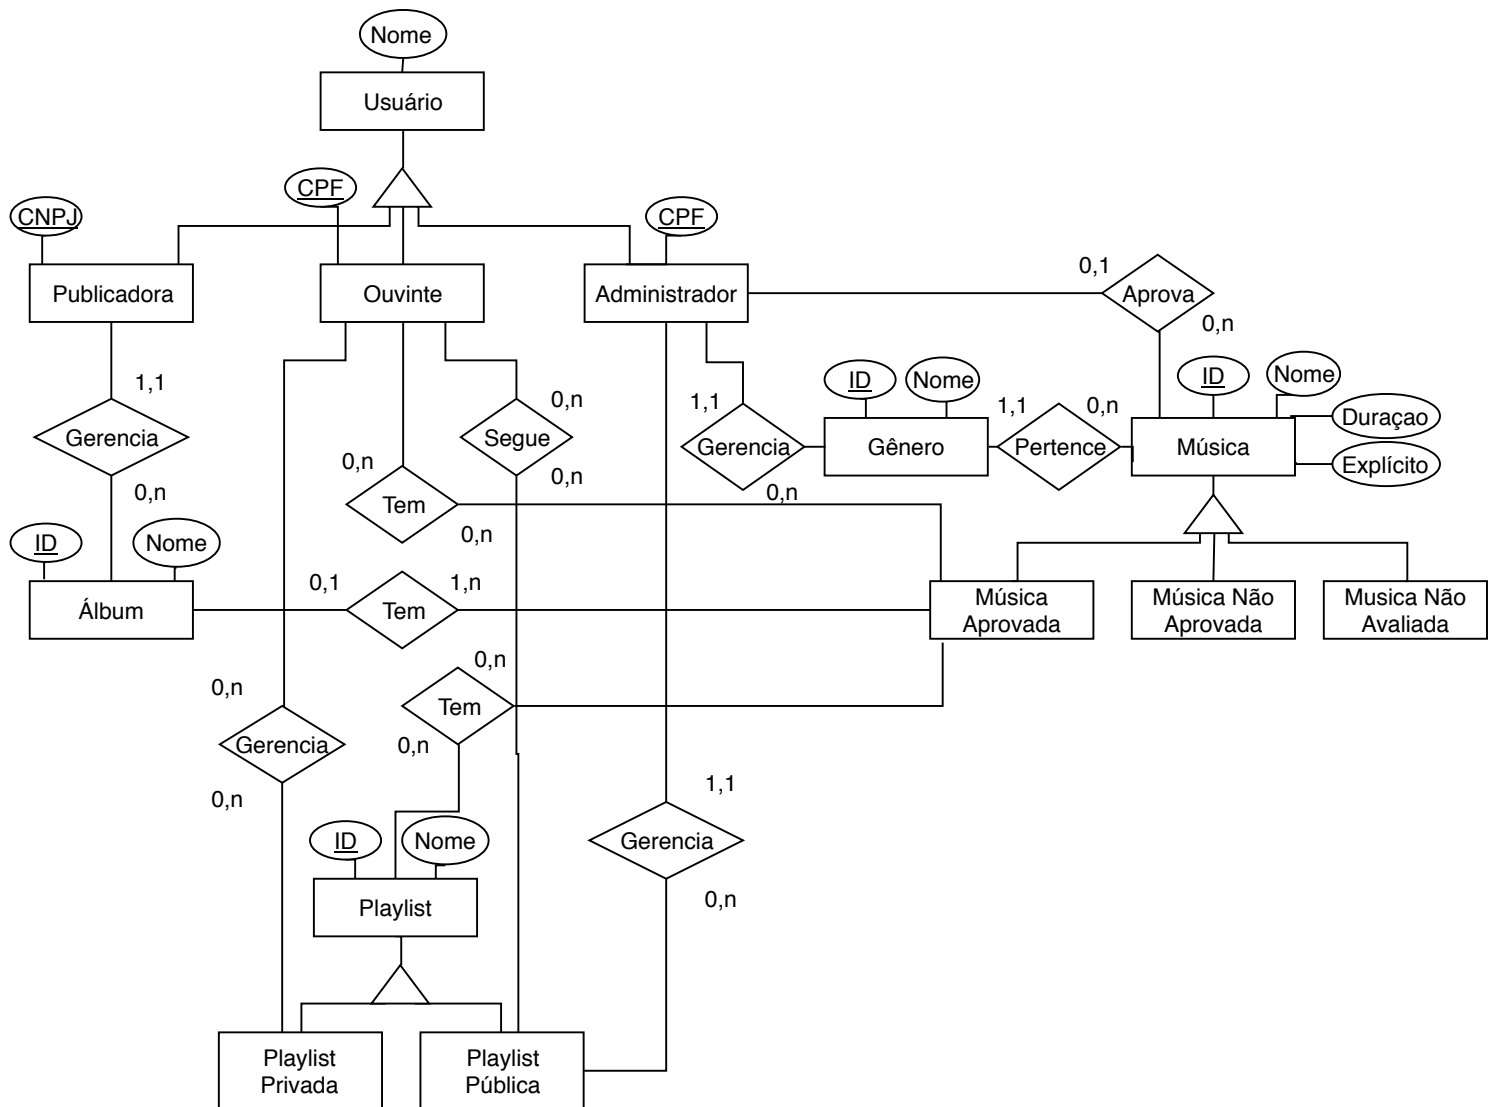 Nome
Usuário
CPF
CNPJ
CPF
Publicadora
Ouvinte
Administrador
0,1
Aprova
0,n
1,1
Gerencia
0,n
0,n
Segue
0,n
1,1
Gerencia
0,n
ID
Nome
Gênero
1,1
Pertence
0,n
ID
Nome
Duraçao
Explícito
Música
0,n
Tem
0,n
ID
Nome
Álbum
0,1
Tem
1,n
Música
Aprovada
Música Não
Aprovada
Musica Não
Avaliada
0,n
Tem
0,n
0,n
Gerencia
0,n
1,1
Gerencia
0,n
ID
Nome
Playlist
Playlist
Privada
Playlist
Pública